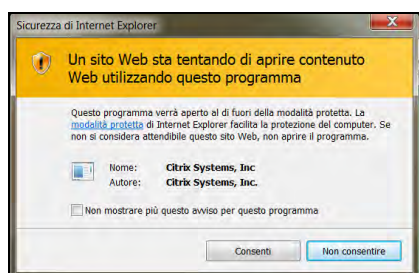 Sicurezza di Internet Explorer
Un sito Web sta tentando di aprire contenuto
Web utilizzando questo programma
Questo programma verrà aperto al di fuori della modalità protetta. La
modalità protetta di Internet Explorer facilita la protezione del computer. Se
non si considera attendibile questo sito Web, non aprire il programma.
Nome: Citrix Systems, Inc
Autore: Citrix Systems, Inc.
Non mostrare più questo avviso per questo programma
Consenti Non consentire